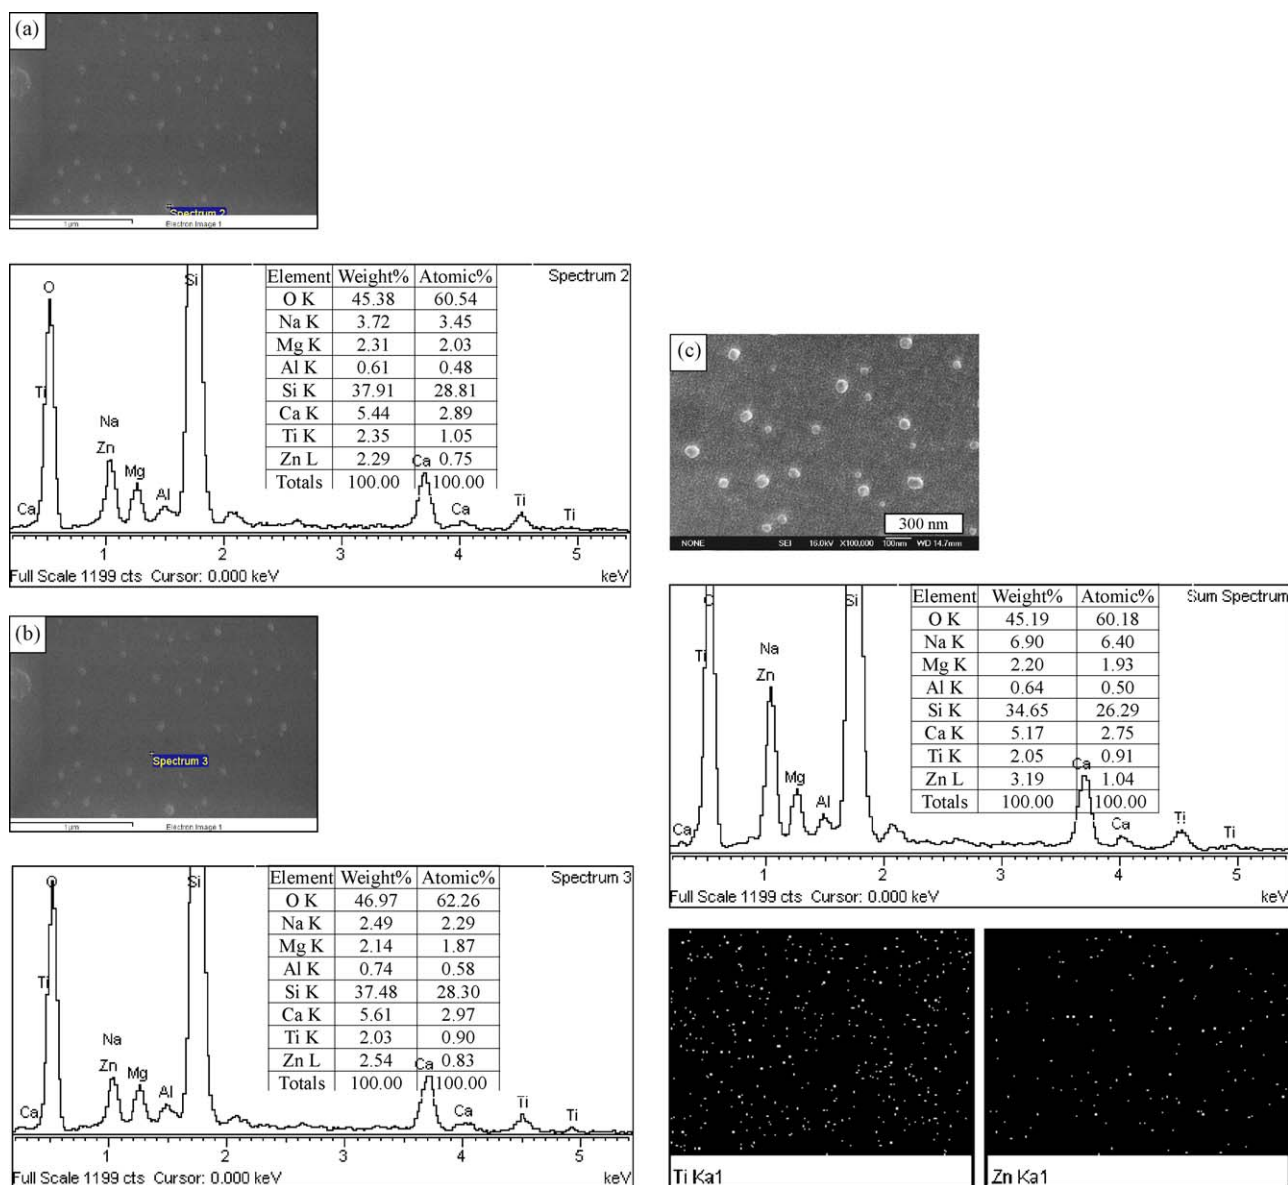 (a)
Spectrum 2
1µm
Electron Image 1
Spectrum 2
Element Weight% Atomic%
O K 45.38 60.54
Na K 3.72 3.45
Mg K 2.31 2.03
Al K 0.61 0.48
Si K 37.91 28.81
Ca K 5.44 2.89
Ti K 2.35 1.05
Zn L 2.29 0.75
Totals 100.00 100.00
O
Ti
Ca
Na
Zn
Mg
Al
Si
Ca
Ca
Ti
Ti
1 2 3 4 5
Full Scale 1199 cts Cursor: 0.000 keV keV
(b)
Spectrum 3
1µm
Electron Image 1
Spectrum 3
Element Weight% Atomic%
O K 46.97 62.26
Na K 2.49 2.29
Mg K 2.14 1.87
Al K 0.74 0.58
Si K 37.48 28.30
Ca K 5.61 2.97
Ti K 2.03 0.90
Zn L 2.54 0.83
Totals 100.00 100.00
O
Ti
Ca
Na
Zn
Mg
Al
Si
Ca
Ca
Ti
Ti
1 2 3 4 5
Full Scale 1199 cts Cursor: 0.000 keV keV
(c)
300 nm
NONE SEI 16.0kV X100,000 100nm WD 14.7mm
Sum Spectrum
Element Weight% Atomic%
O K 45.19 60.18
Na K 6.90 6.40
Mg K 2.20 1.93
Al K 0.64 0.50
Si K 34.65 26.29
Ca K 5.17 2.75
Ti K 2.05 0.91
Zn L 3.19 1.04
Totals 100.00 100.00
O
Ti
Ca
Na
Zn
Mg
Al
Si
Ca
Ca
Ti
Ti
1 2 3 4 5
Full Scale 1199 cts Cursor: 0.000 keV keV
Ti Ka1
Zn Ka1